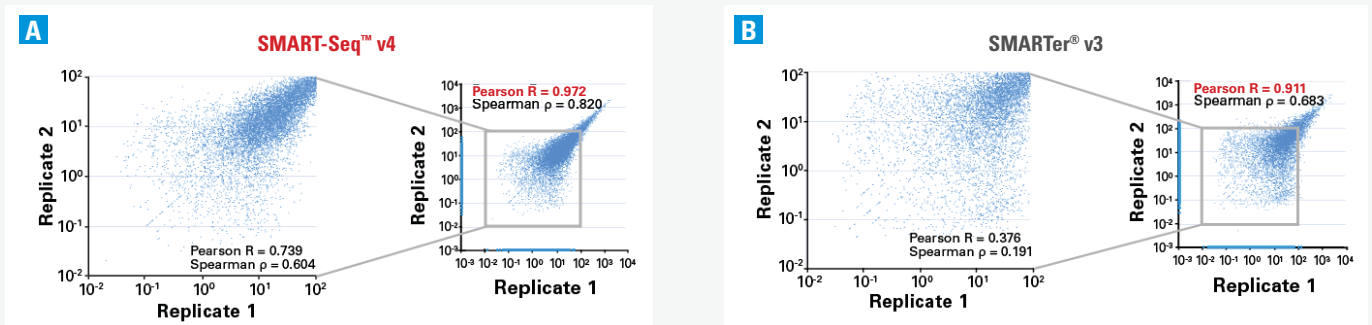 A
SMART-Seq™ v4
10²
10¹
10⁰
10⁻¹
10⁻²
Replicate 2
Pearson R = 0.739
Spearman ρ = 0.604
10⁻² 10⁻¹ 10⁰ 10¹ 10²
Replicate 1
10⁴
10³
10²
10¹
10⁰
10⁻¹
10⁻²
10⁻³
Replicate 2
Pearson R = 0.972
Spearman ρ = 0.820
10⁻³ 10⁻² 10⁻¹ 10⁰ 10¹ 10² 10³ 10⁴
Replicate 1
B
SMARTer® v3
10²
10¹
10⁰
10⁻¹
10⁻²
Replicate 2
Pearson R = 0.376
Spearman ρ = 0.191
10⁻² 10⁻¹ 10⁰ 10¹ 10²
Replicate 1
10⁴
10³
10²
10¹
10⁰
10⁻¹
10⁻²
10⁻³
Replicate 2
Pearson R = 0.911
Spearman ρ = 0.683
10⁻³ 10⁻² 10⁻¹ 10⁰ 10¹ 10² 10³ 10⁴
Replicate 1